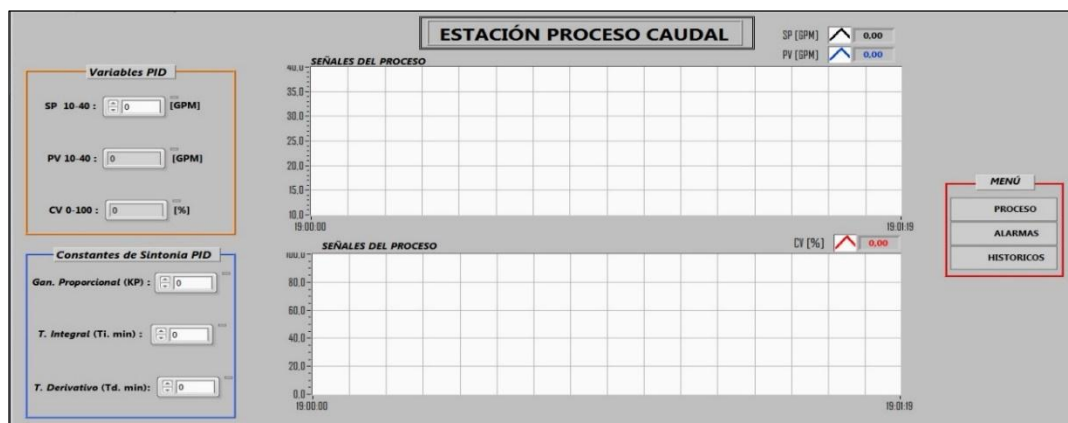 ESTACIÓN PROCESO CAUDAL
SP [GPM] 0,00
PV [GPM] 0,00
Variables PID
SP 10-40 : 0 [GPM]
PV 10-40 : 0 [GPM]
CV 0-100 : 0 [%]
Constantes de Sintonia PID
Gan. Proporcional (KP) : 0
T. Integral (Ti. min) : 0
T. Derivativo (Td. min): 0
SEÑALES DEL PROCESO
40,0
35,0
30,0
25,0
20,0
15,0
10,0
19:00:00 19:01:19
SEÑALES DEL PROCESO
CV [%] 0,00
100,0
80,0
60,0
40,0
20,0
0,0
19:00:00 19:01:19
MENÚ
PROCESO
ALARMAS
HISTORICOS